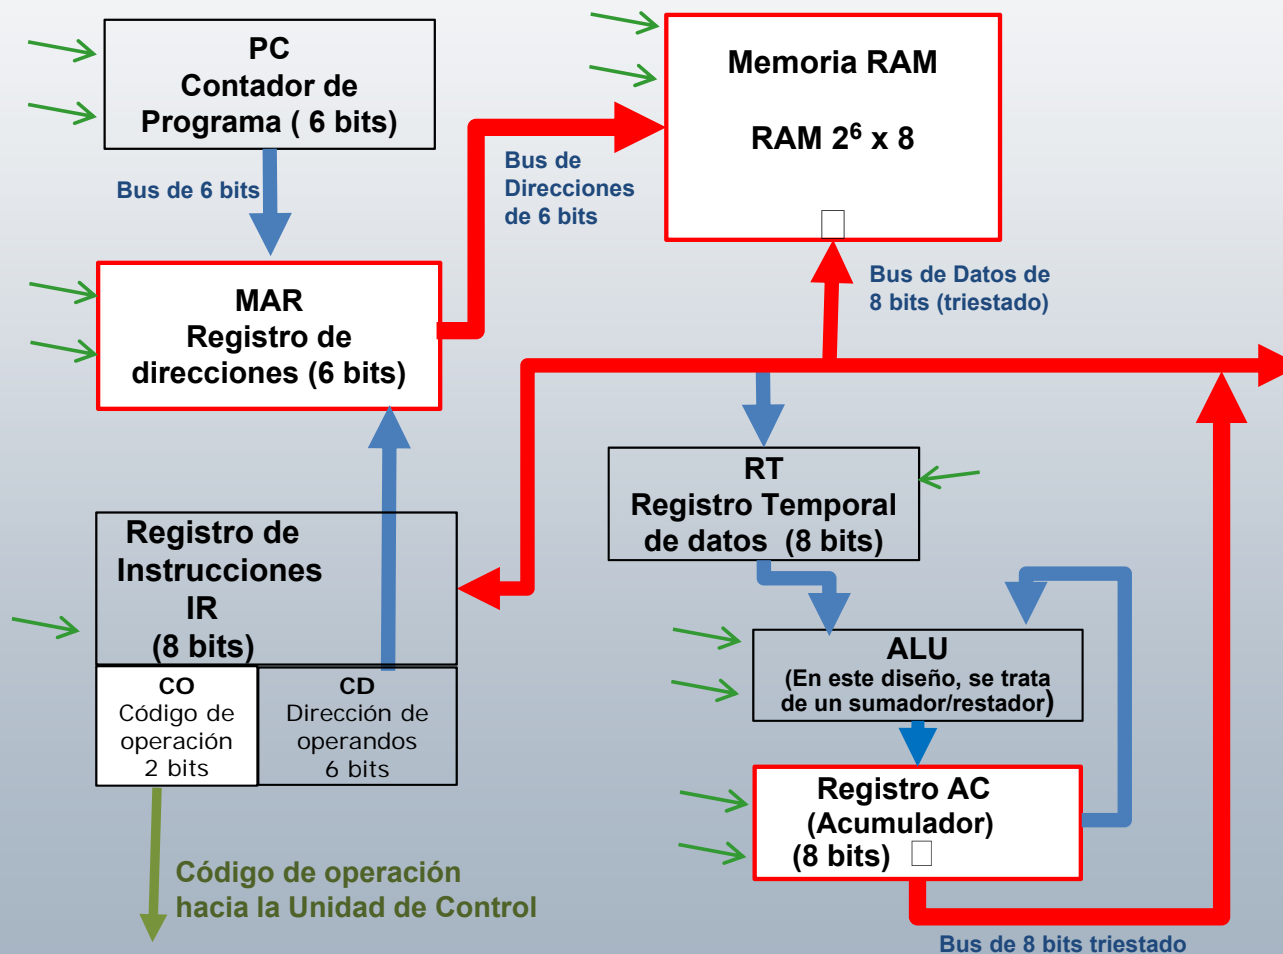 PC
Contador de
Programa ( 6 bits)
Bus de 6 bits
Memoria RAM
RAM 2⁶ x 8
Bus de
Direcciones
de 6 bits
Bus de Datos de
8 bits (triestado)
MAR
Registro de
direcciones (6 bits)
RT
Registro Temporal
de datos (8 bits)
Registro de
Instrucciones
IR
(8 bits)
CO
Código de
operación
2 bits
CD
Dirección de
operandos
6 bits
ALU
(En este diseño, se trata
de un sumador/restador)
Registro AC
(Acumulador)
(8 bits)
Código de operación
hacia la Unidad de Control
Bus de 8 bits triestado